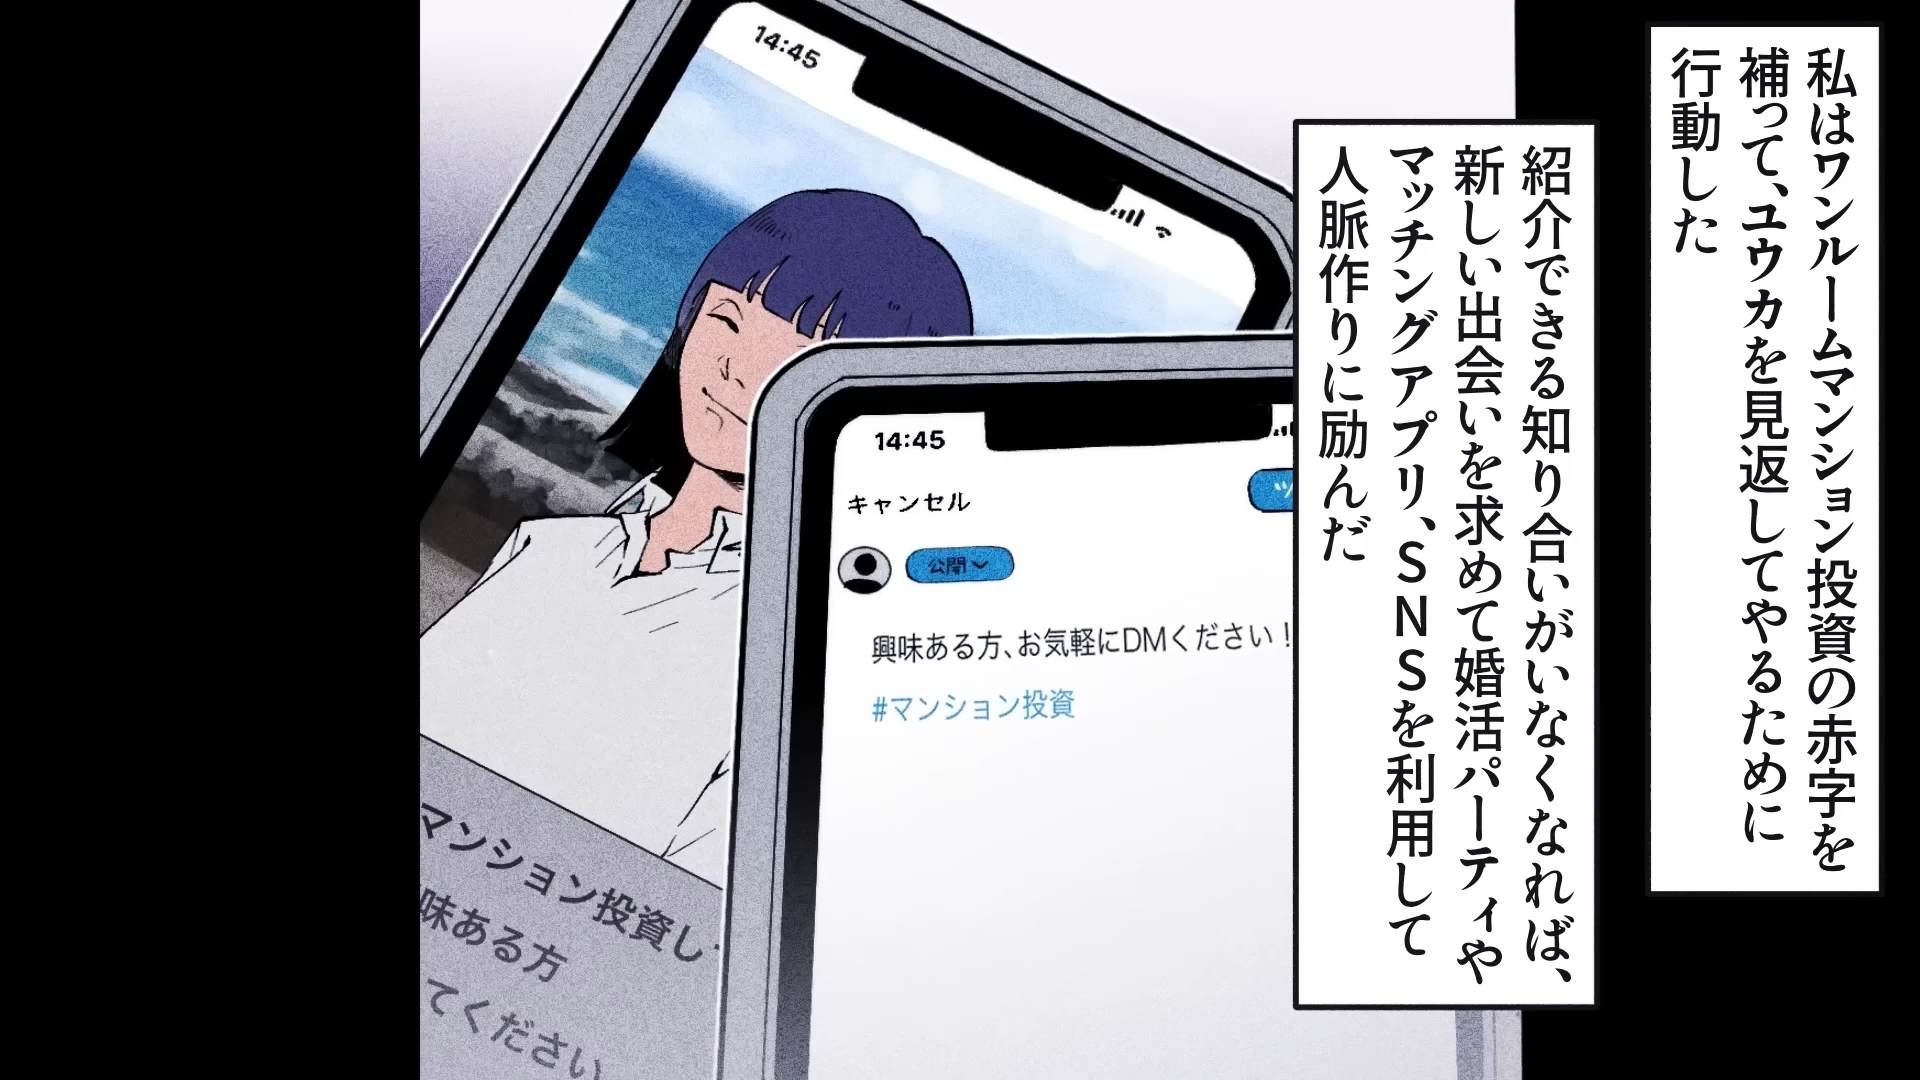 私はワンルームマンション投資の赤字を
補って、ユウカを見返してやるために
行動した
紹介できる知り合いがいなくなれば、
新しい出会いを求めて婚活パーティや
マッチングアプリ、SNSを利用して
人脈作りに励んだ
14:45
マンション投資し
味ある方
てください
14:45
キャンセル
ツ
公開
興味ある方、お気軽にDMください！
#マンション投資